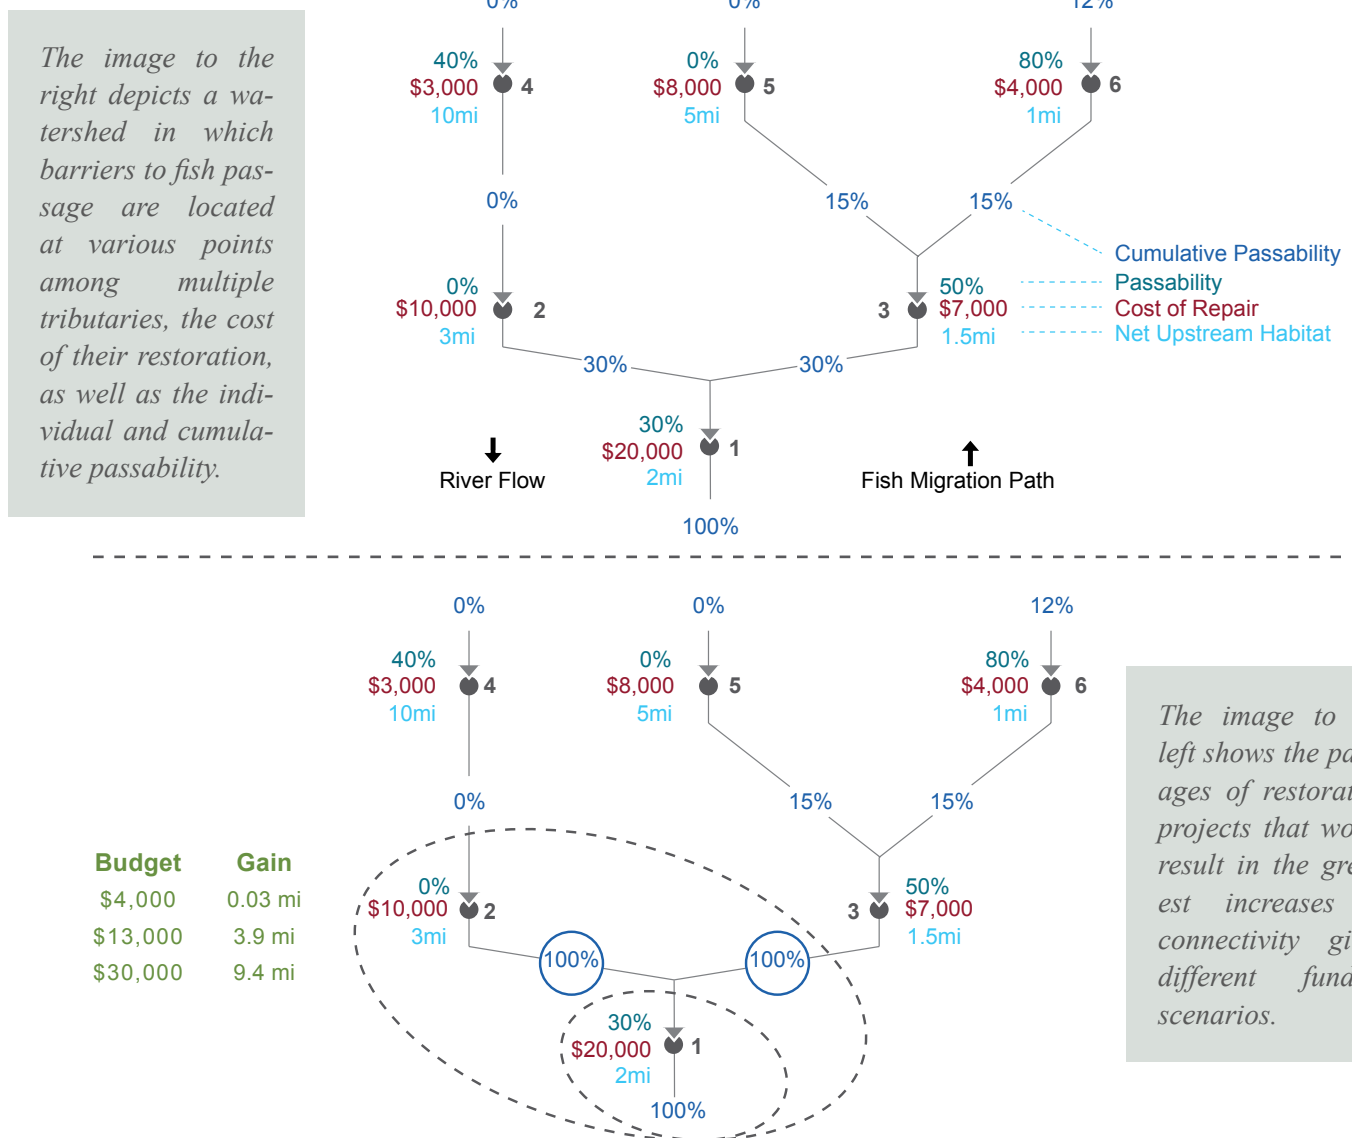 0% 0% 12%
The image to the
right depicts a wa-
tershed in which
barriers to fish pas-
sage are located
at various points
among multiple
tributaries, the cost
of their restoration,
as well as the indi-
vidual and cumula-
tive passability.
40%
$3,000 4
10mi
0%
$8,000 5
5mi
80%
$4,000 6
1mi
0% 15% 15%
Cumulative Passability
Passability
Cost of Repair
Net Upstream Habitat
0%
$10,000 2
3mi
50%
3 $7,000
1.5mi
30% 30%
30%
$20,000 1
2mi
River Flow
Fish Migration Path
100%
0% 0% 12%
40%
$3,000 4
10mi
0%
$8,000 5
5mi
80%
$4,000 6
1mi
0% 15% 15%
The image to
left shows the pa
ages of restorat
projects that wo
result in the gre
est increases
connectivity gi
different fund
scenarios.
Budget Gain
$4,000 0.03 mi
$13,000 3.9 mi
$30,000 9.4 mi
0%
$10,000 2
3mi
50%
3 $7,000
1.5mi
100% 100%
30%
$20,000 1
2mi
100%